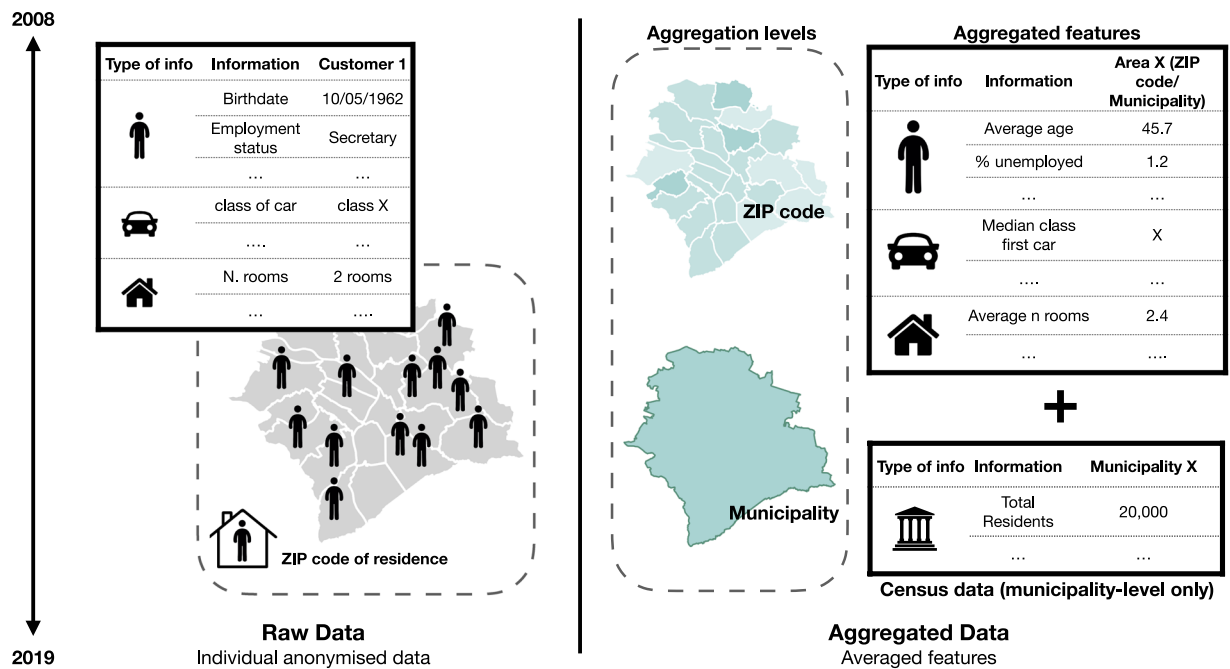 2008
Type of info Information Customer 1
Birthdate 10/05/1962
Employment
status Secretary
... ...
class of car class X
.... ...
N. rooms 2 rooms
... ....
ZIP code of residence
Raw Data
Individual anonymised data
2019
Aggregation levels
ZIP code
Municipality
Aggregated features
Type of info Information Area X (ZIP
code/
Municipality)
Average age 45.7
% unemployed 1.2
... ...
Median class
first car X
.... ...
Average n rooms 2.4
... ....
+
Type of info Information Municipality X
Total
Residents 20,000
... ...
Census data (municipality-level only)
Aggregated Data
Averaged features